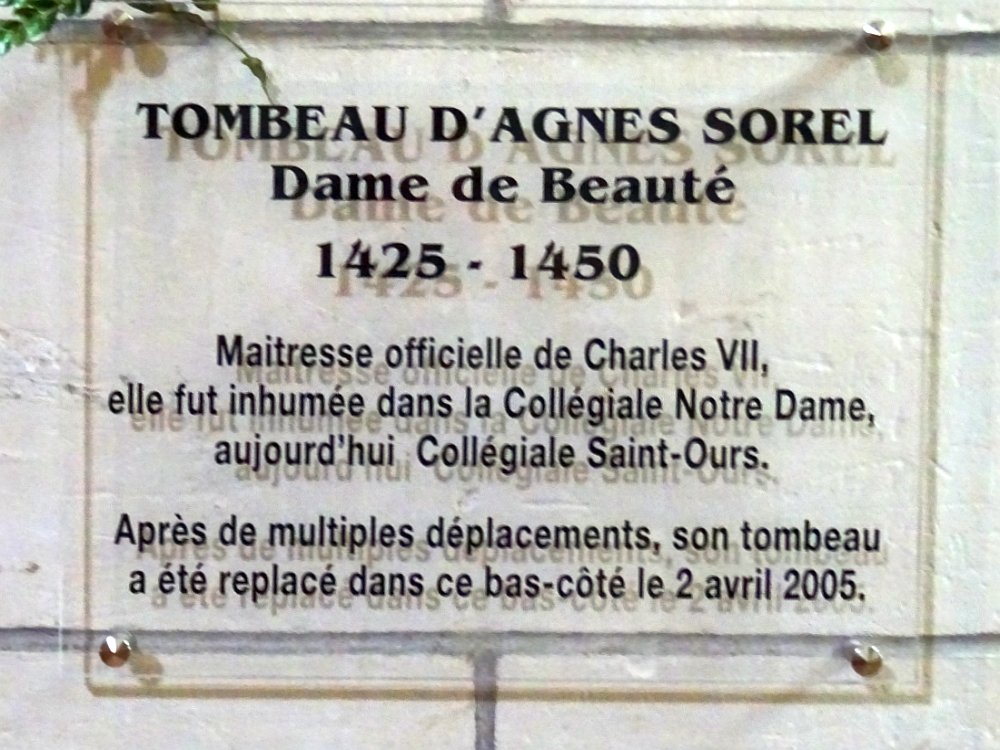 TOMBEAU D'AGNES SOREL
Dame de Beauté
1425 - 1450
Maitresse officielle de Charles VII,
elle fut inhumée dans la Collégiale Notre Dame,
aujourd'hui Collégiale Saint-Ours.
Après de multiples déplacements, son tombeau
a été replacé dans ce bas-côté le 2 avril 2005.